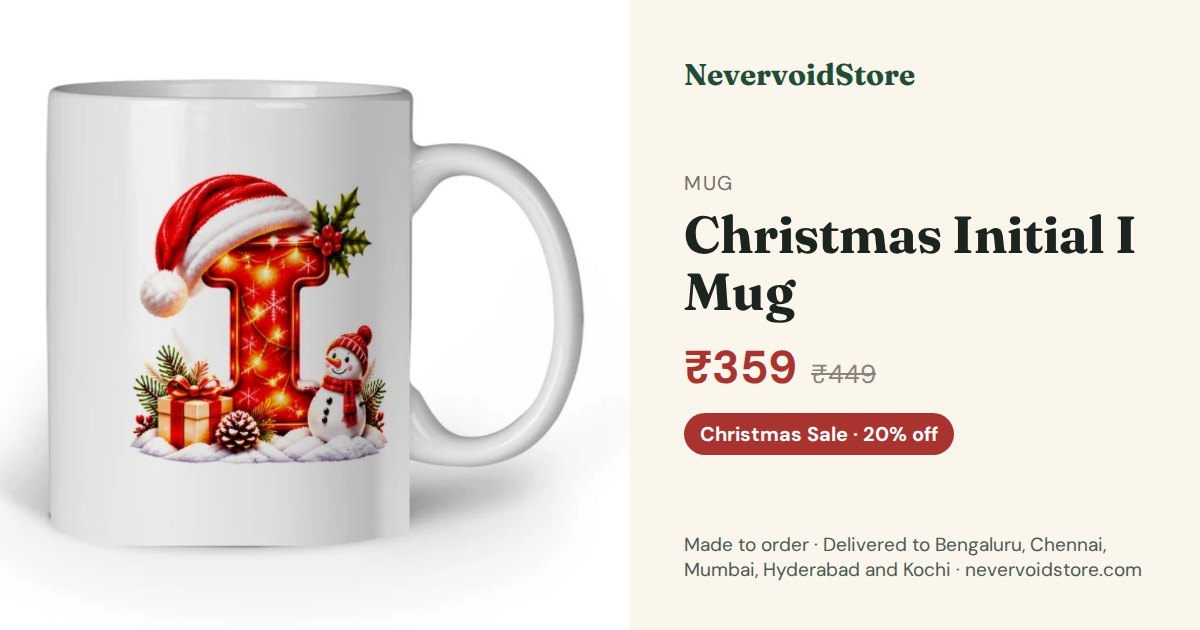 I
NevervoidStore
MUG
Christmas Initial I
Mug
₹359 ₹449
Christmas Sale · 20% off
Made to order · Delivered to Bengaluru, Chennai,
Mumbai, Hyderabad and Kochi · nevervoidstore.com